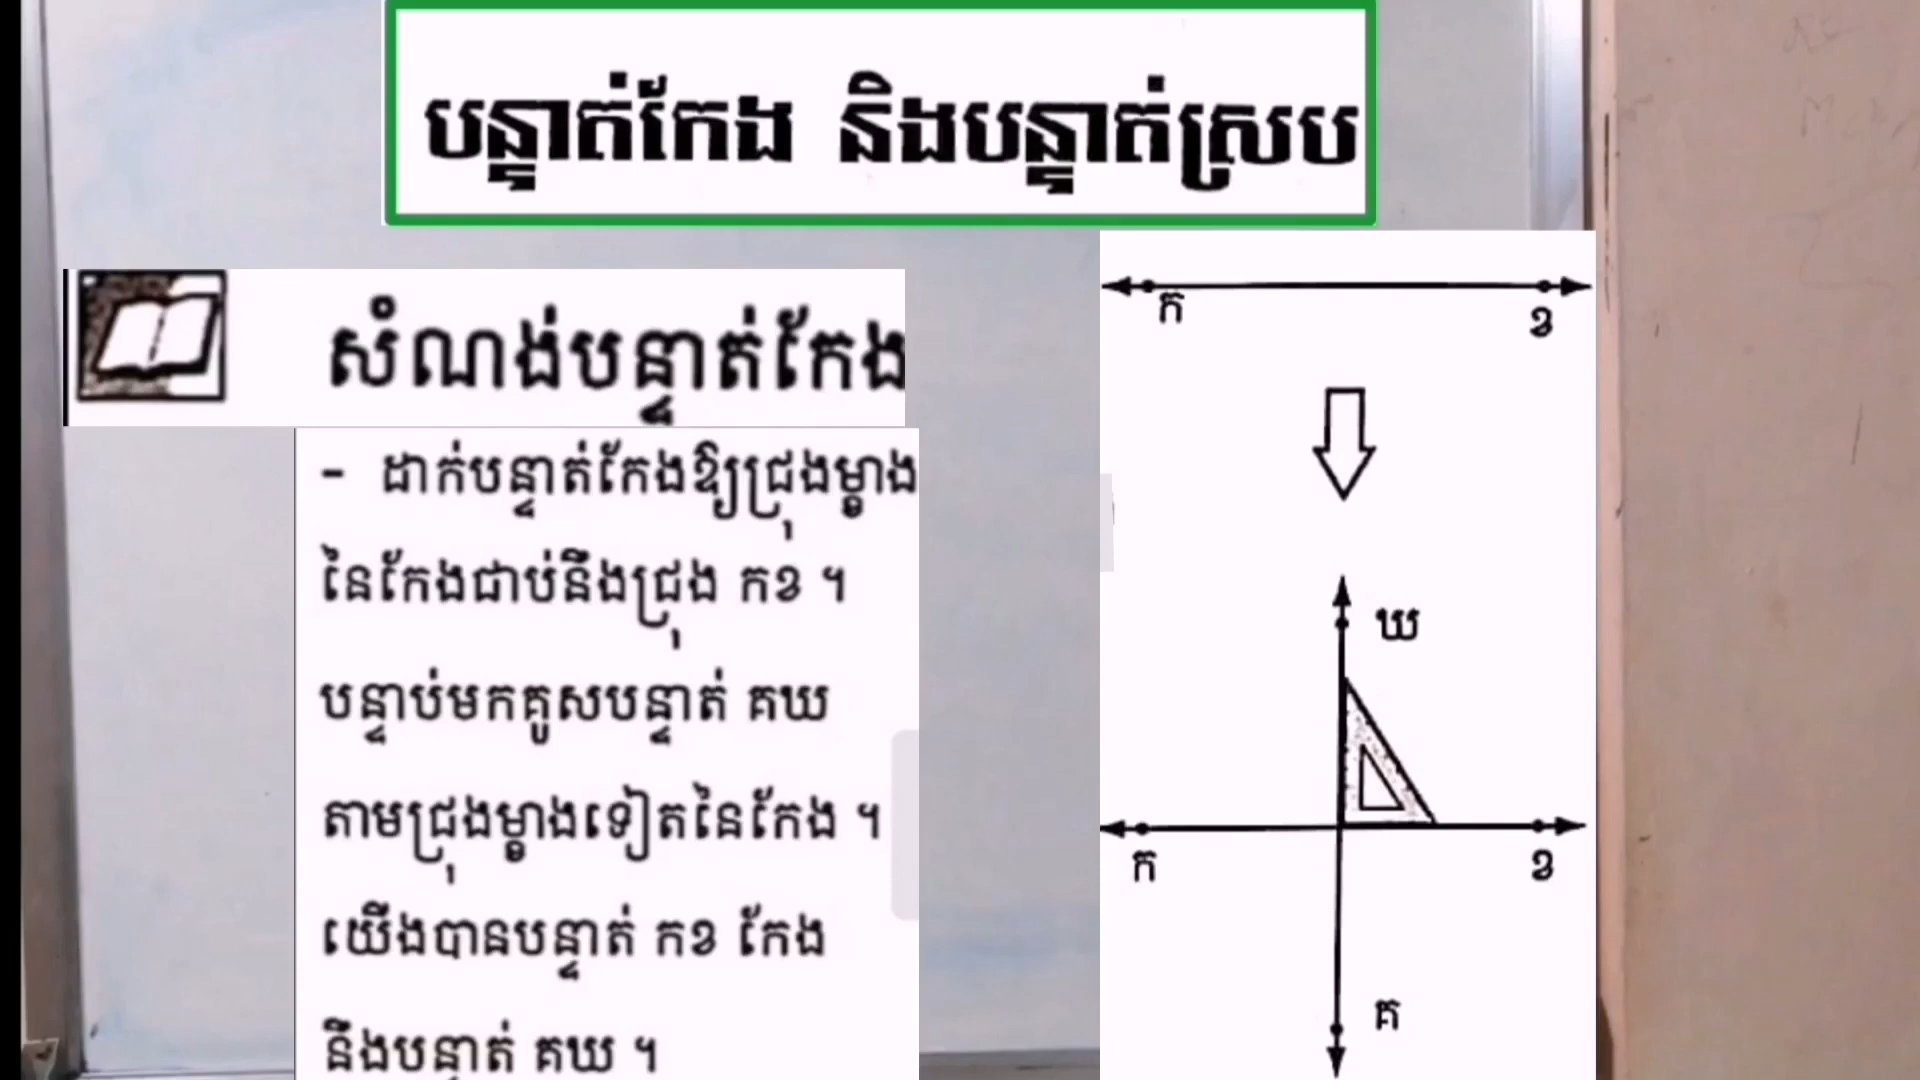 បន្ទាត់កែង និងបន្ទាត់ស្រប
សំណង់បន្ទាត់កែង
- ដាក់បន្ទាត់កែងឱ្យជ្រុងម្ខាង
នៃកែងជាប់នឹងជ្រុង កខ ។
បន្ទាប់មកគូសបន្ទាត់ គឃ
តាមជ្រុងម្ខាងទៀតនៃកែង ។
យើងបានបន្ទាត់ កខ កែង
នឹងបន្ទាត់ គឃ ។
ក ខ
ឃ
ក ខ
គ